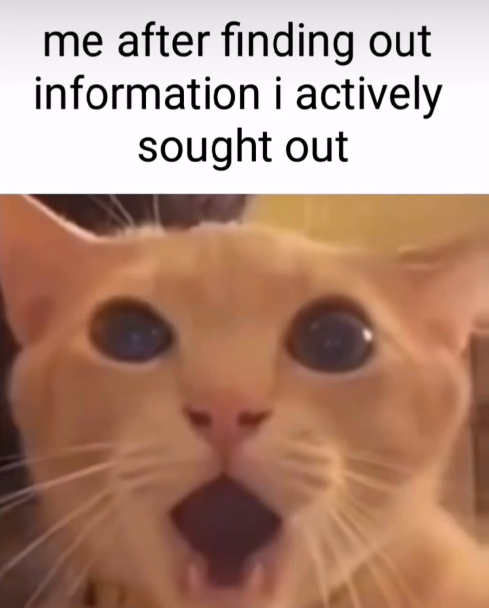 me after finding out
information i actively
sought out